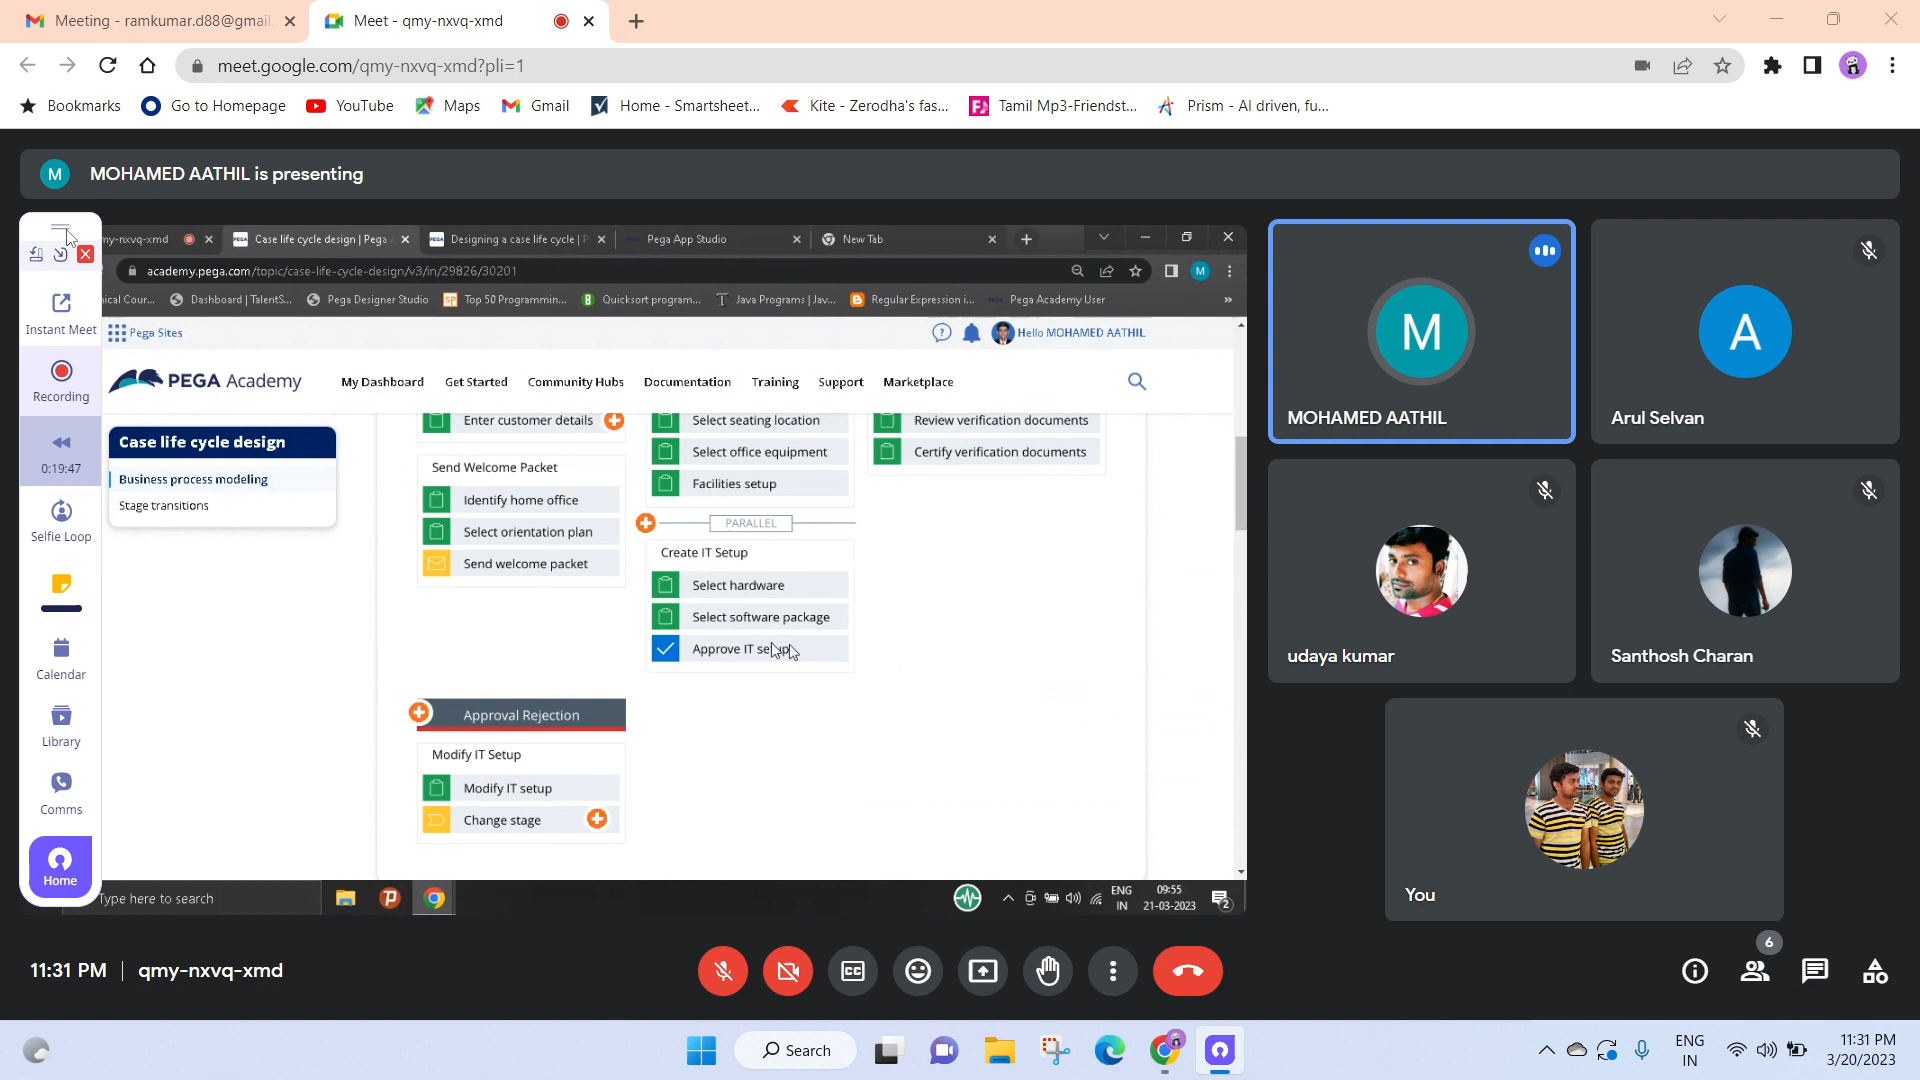 Meeting - ramkumar.d88@gmail.
Meet - qmy-nxvq-xmd
meet.google.com/qmy-nxvq-xmd?pli=1
Bookmarks
Go to Homepage
YouTube
Maps
Gmail
Home - Smartsheet...
Kite - Zerodha's fas...
Tamil Mp3-Friendst...
Prism - AI driven, fu...
M
MOHAMED AATHIL is presenting
my-nxvq-xmd
Case life cycle design | Pega
Designing a case life cycle |
Pega App Studio
New Tab
academy.pega.com/topic/case-life-cycle-design/v3/in/29826/30201
ical Cour...
Dashboard | TalentS...
Pega Designer Studio
Top 50 Programmin...
Quicksort program...
Java Programs | Jav...
Regular Expression i...
Pega Academy User
Pega Sites
Hello MOHAMED AATHIL
PEGA Academy
My Dashboard
Get Started
Community Hubs
Documentation
Training
Support
Marketplace
Case life cycle design
Business process modeling
Stage transitions
Enter customer details
Send Welcome Packet
Identify home office
Select orientation plan
Send welcome packet
Select seating location
Select office equipment
Facilities setup
PARALLEL
Create IT Setup
Select hardware
Select software package
Approve IT setup
Review verification documents
Certify verification documents
Approval Rejection
Modify IT Setup
Modify IT setup
Change stage
Type here to search
ENG
IN
09:55
21-03-2023
2
Instant Meet
Recording
0:19:47
Selfie Loop
Calendar
Library
Comms
Home
M
MOHAMED AATHIL
A
Arul Selvan
udaya kumar
Santhosh Charan
You
11:31 PM | qmy-nxvq-xmd
6
Search
ENG
IN
11:31 PM
3/20/2023